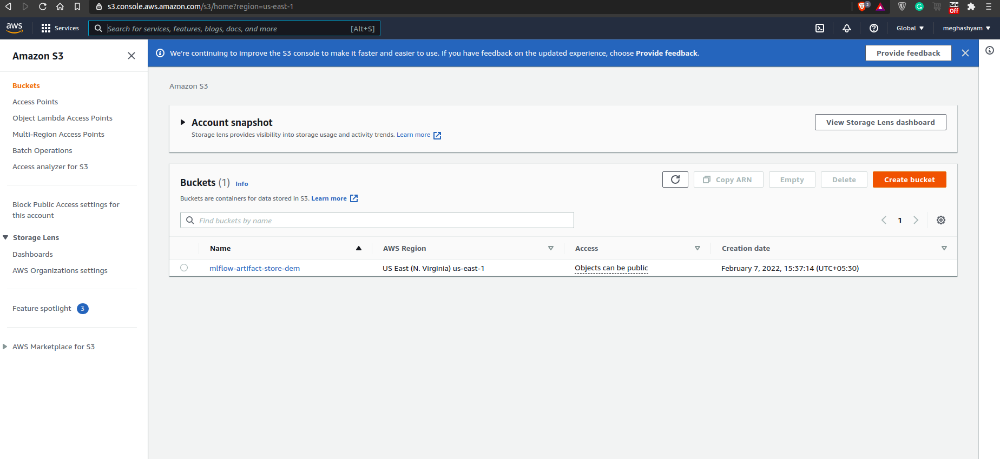 s3.console.aws.amazon.com/s3/home?region=us-east-1
2
Safe
Off
aws
Services
Search for services, features, blogs, docs, and more
[Alt+S]
Global
meghashyam
Amazon S3
We're continuing to improve the S3 console to make it faster and easier to use. If you have feedback on the updated experience, choose Provide feedback.
Provide feedback
Buckets
Access Points
Object Lambda Access Points
Multi-Region Access Points
Batch Operations
Access analyzer for S3
Block Public Access settings for
this account
Storage Lens
Dashboards
AWS Organizations settings
Feature spotlight 3
AWS Marketplace for S3
Amazon S3
Account snapshot
Storage lens provides visibility into storage usage and activity trends. Learn more
View Storage Lens dashboard
Buckets (1) Info
Buckets are containers for data stored in S3. Learn more
Copy ARN
Empty
Delete
Create bucket
Find buckets by name
1
Name AWS Region Access Creation date
mlflow-artifact-store-dem US East (N. Virginia) us-east-1 Objects can be public February 7, 2022, 15:37:14 (UTC+05:30)